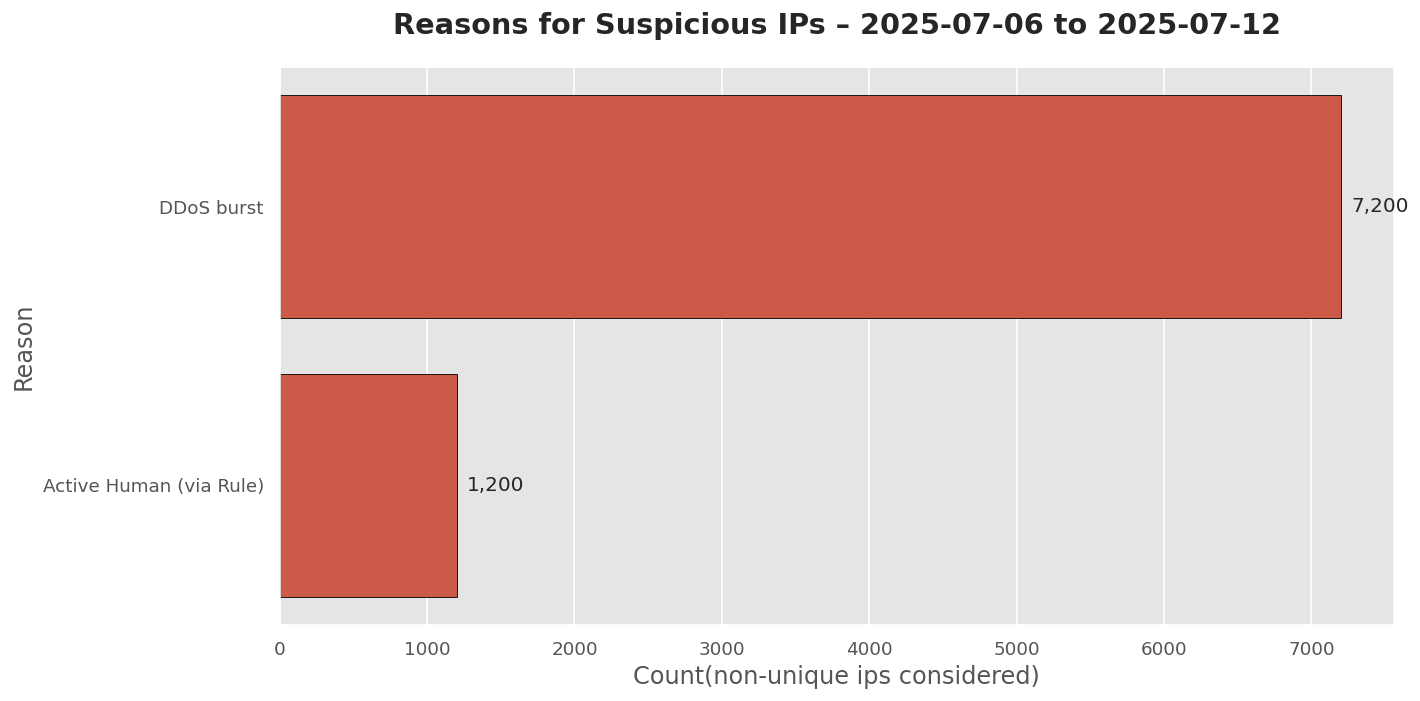 Reasons for Suspicious IPs – 2025-07-06 to 2025-07-12
Reason
DDoS burst
7,200
Active Human (via Rule)
1,200
0 1000 2000 3000 4000 5000 6000 7000
Count(non-unique ips considered)